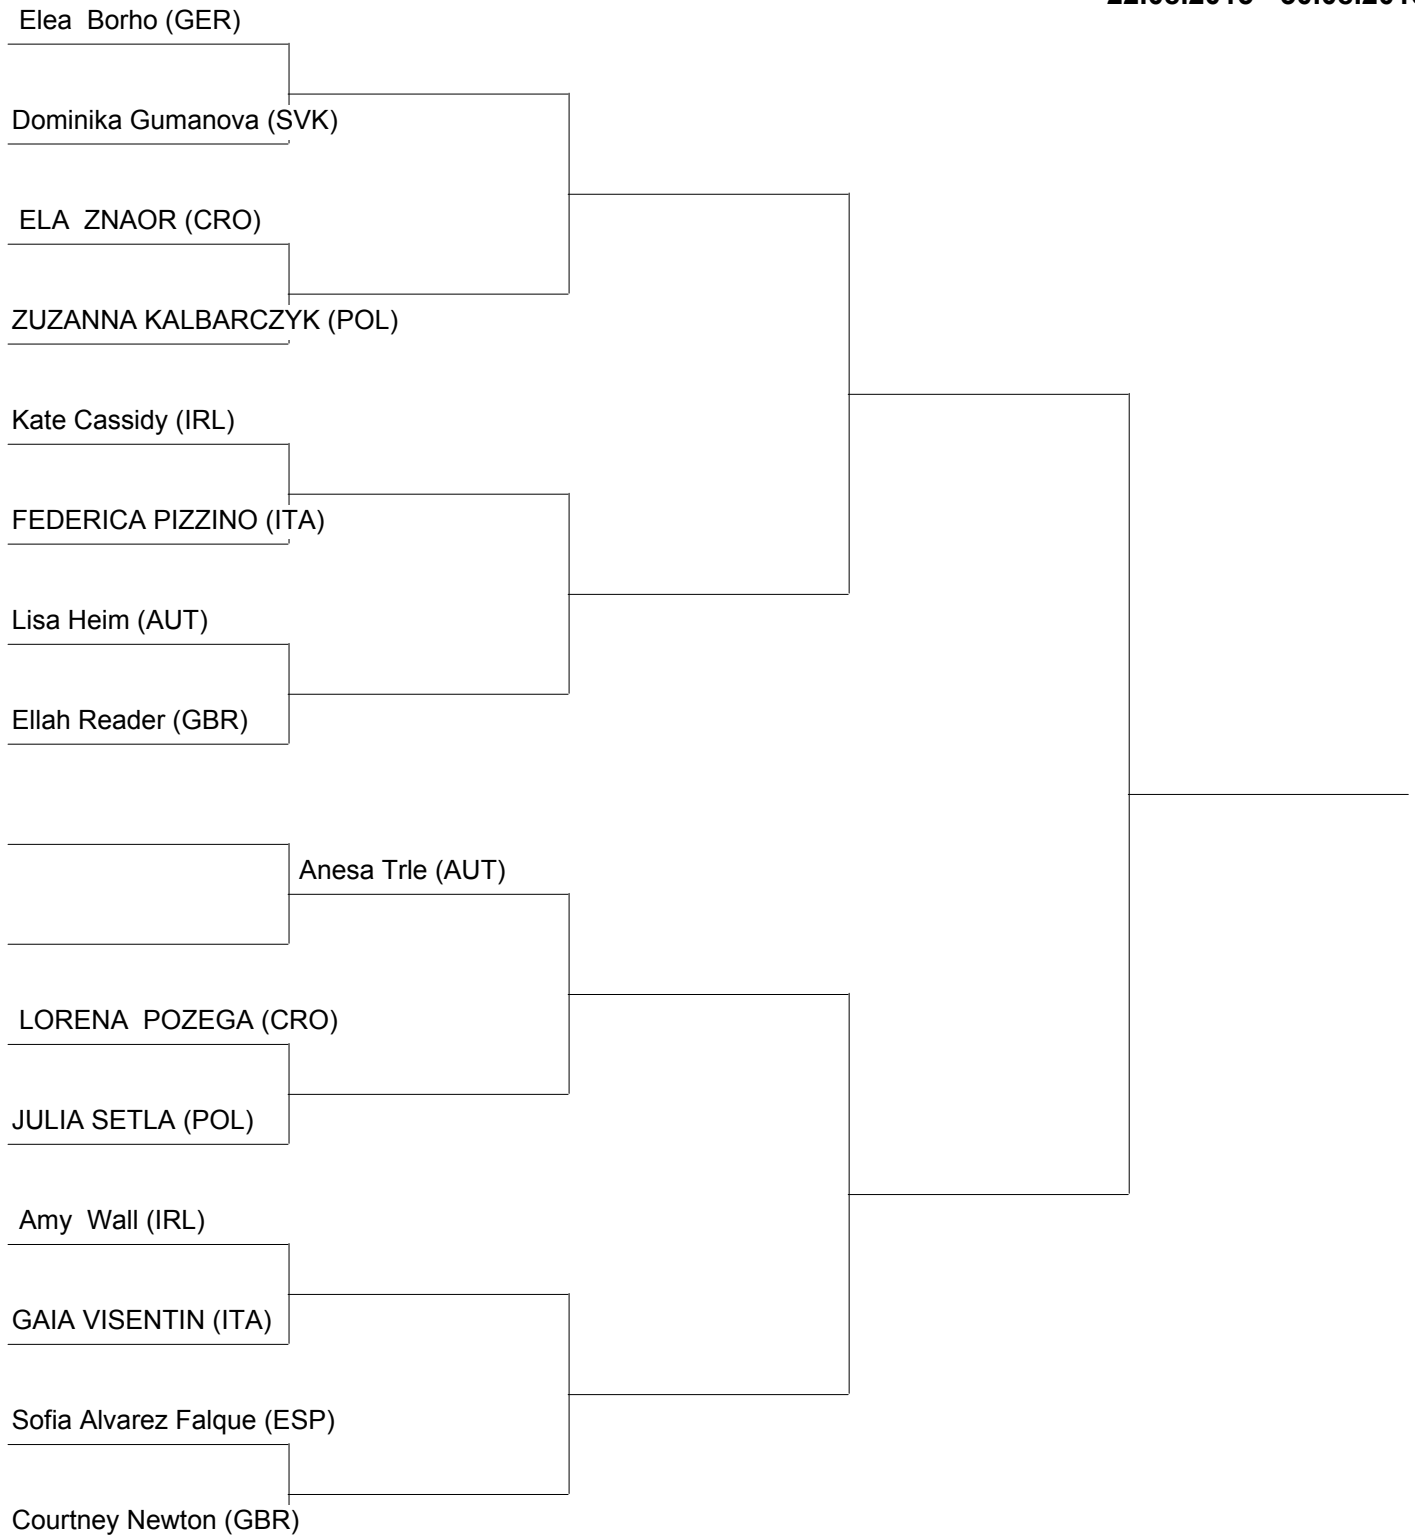 Elea  Borho (GER)
Dominika Gumanova (SVK)
ELA  ZNAOR (CRO)
ZUZANNA KALBARCZYK (POL)
Kate Cassidy (IRL)
FEDERICA PIZZINO (ITA)
Lisa Heim (AUT)
Ellah Reader (GBR)
Anesa Trle (AUT)
LORENA  POZEGA (CRO)
JULIA SETLA (POL)
Amy  Wall (IRL)
GAIA VISENTIN (ITA)
Sofia Alvarez Falque (ESP)
Courtney Newton (GBR)